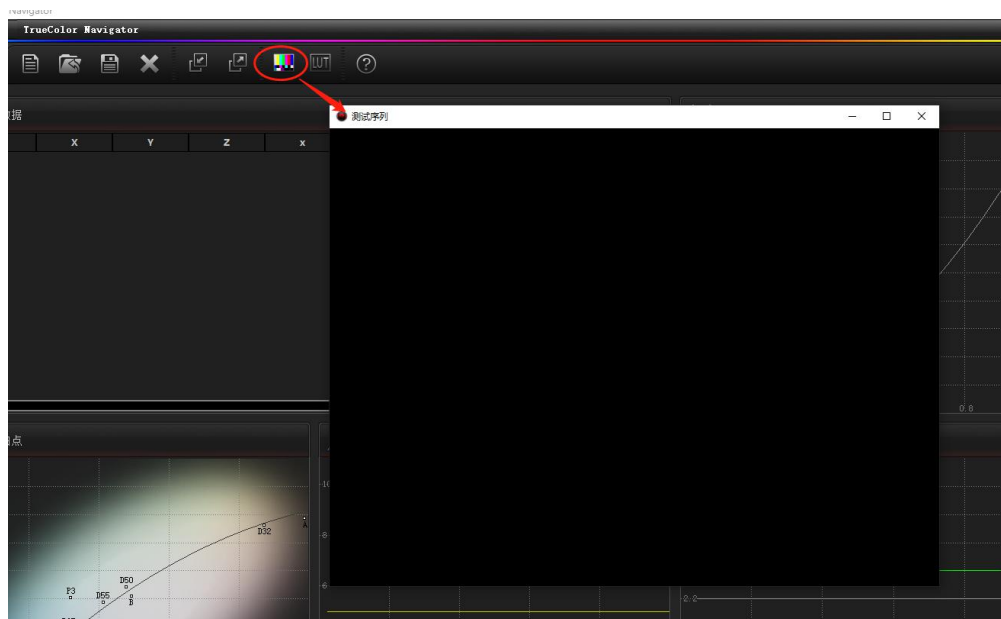 Navigator
TrueColor Navigator
LUT
?
据
测试序列
X Y Z x
0.8
点
10
8
6
D32
A
D50
P3
D55
B
2.2